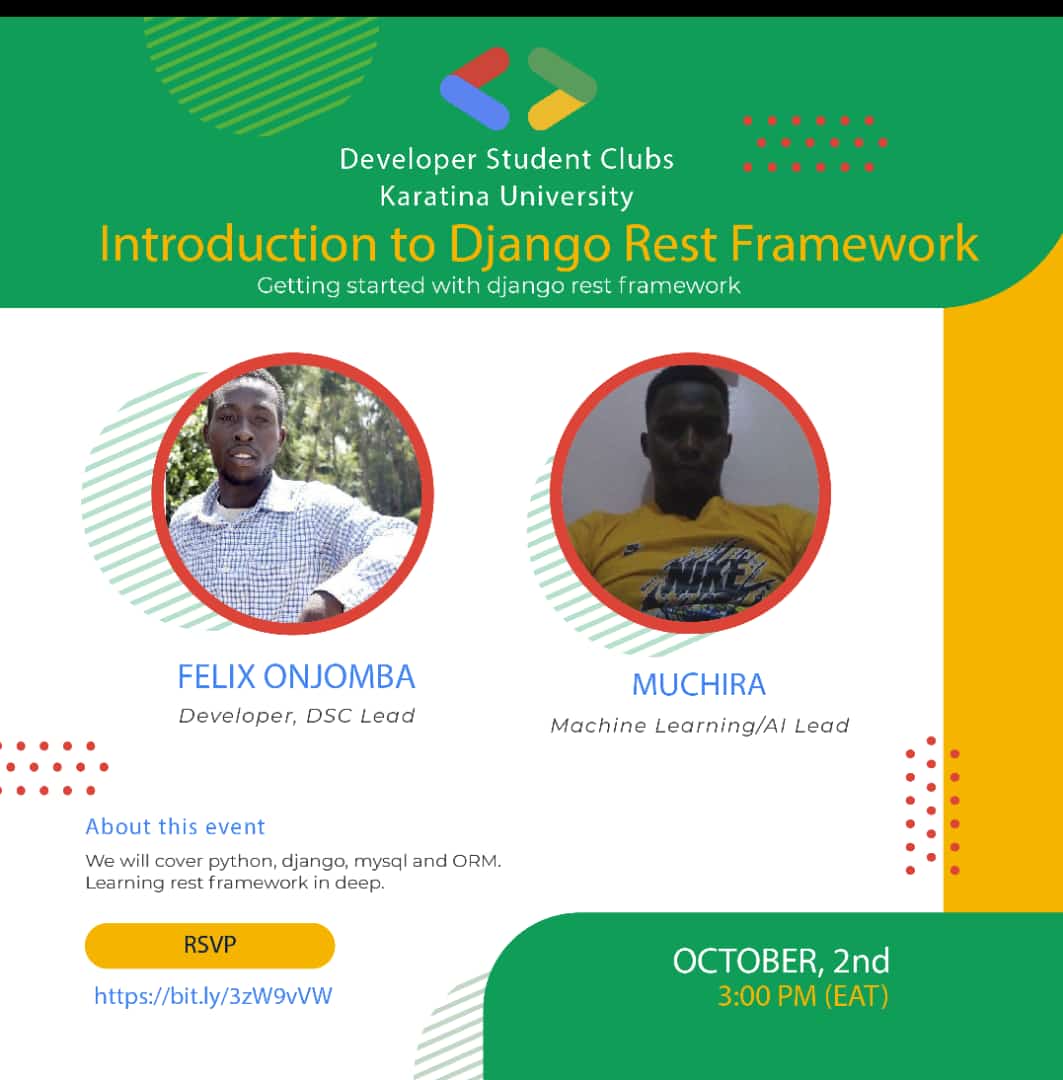 Developer Student Clubs
Karatina University
Introduction to Django Rest Framework
Getting started with django rest framework
NIKE
FELIX ONJOMBA
Developer, DSC Lead
MUCHIRA
Machine Learning/AI Lead
About this event
We will cover python, django, mysql and ORM.
Learning rest framework in deep.
RSVP
https://bit.ly/3zW9vVW
OCTOBER, 2nd
3:00 PM (EAT)